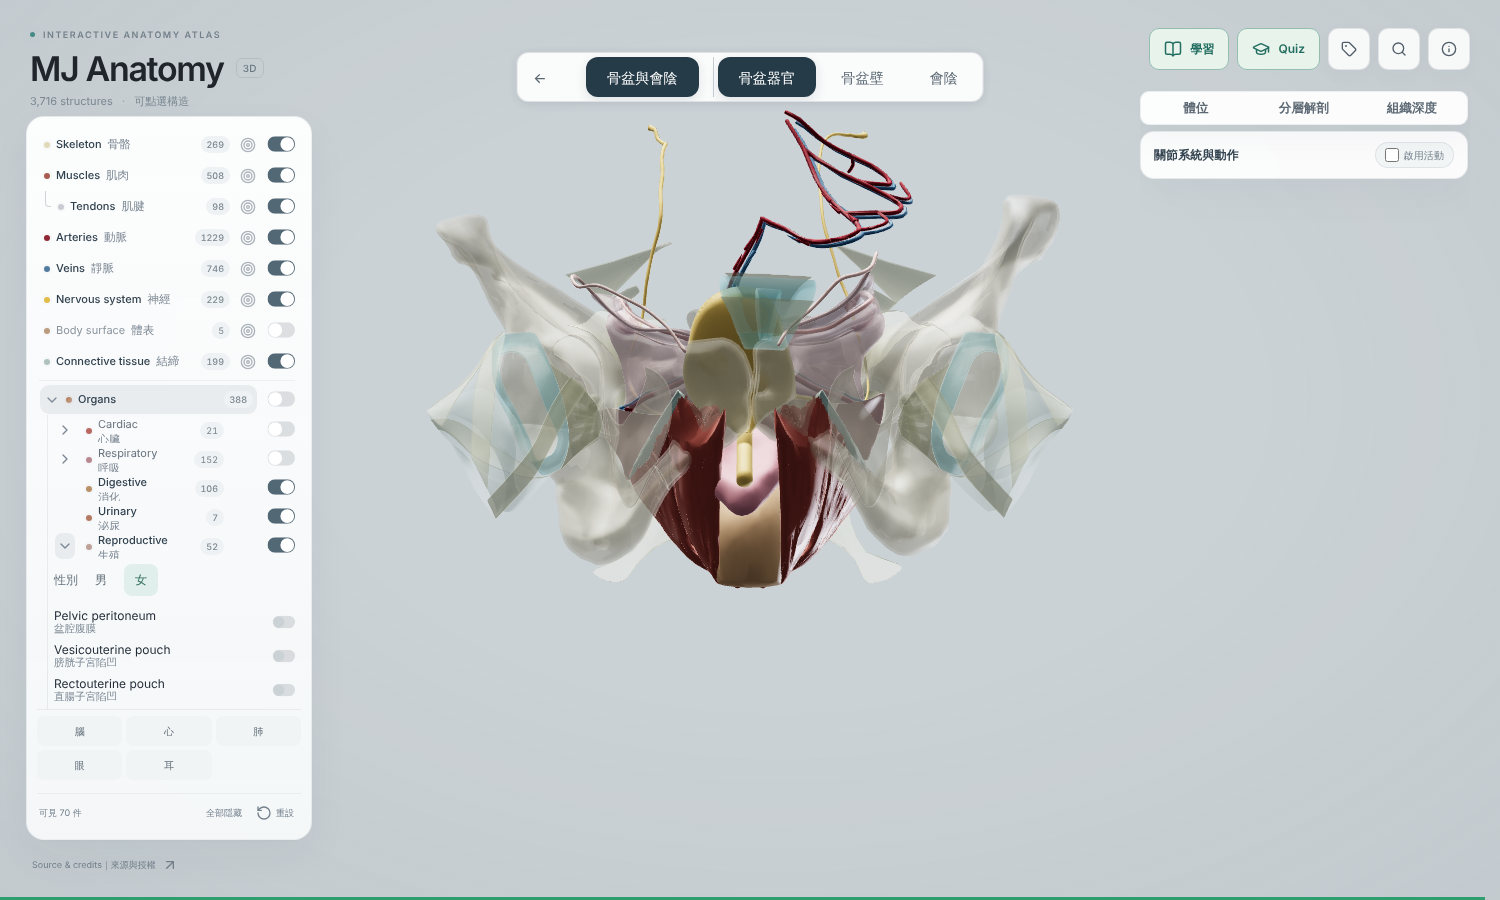 INTERACTIVE ANATOMY ATLAS
MJ Anatomy 3D
3,716 structures · 可點選構造
Skeleton 骨骼 269
Muscles 肌肉 508
Tendons 肌腱 98
Arteries 動脈 1229
Veins 靜脈 746
Nervous system 神經 229
Body surface 體表 5
Connective tissue 結締 199
Organs 388
Cardiac 21
心臟
Respiratory 152
呼吸
Digestive 106
消化
Urinary 7
泌尿
Reproductive 52
生殖
性別 男 女
Pelvic peritoneum
盆腔腹膜
Vesicouterine pouch
膀胱子宮陷凹
Rectouterine pouch
直腸子宮陷凹
腦 心 肺
眼 耳
可見 70 件 全部隱藏 重設
Source & credits | 來源與授權
骨盆與會陰 骨盆器官 骨盆壁 會陰
學習 Quiz
體位 分層解剖 組織深度
關節系統與動作 啟用活動